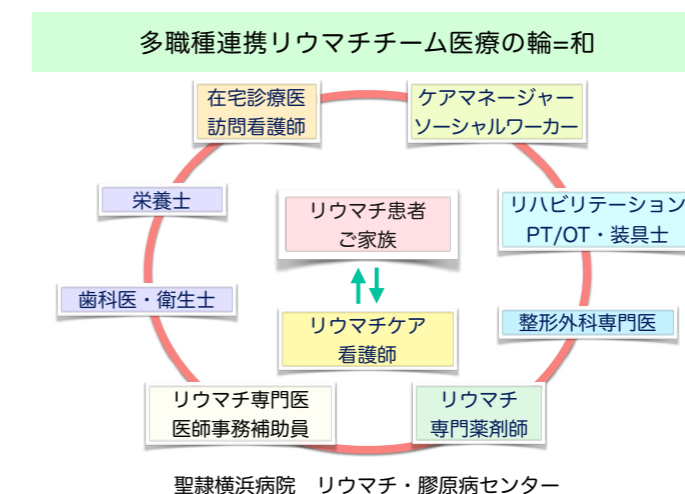 多職種連携リウマチチーム医療の輪=和
在宅診療医
訪問看護師
ケアマネージャー
ソーシャルワーカー
栄養士
リウマチ患者
ご家族
リハビリテーション
PT/OT・装具士
歯科医・衛生士
リウマチケア
看護師
整形外科専門医
リウマチ専門医
医師事務補助員
リウマチ
専門薬剤師
聖隷横浜病院　リウマチ・膠原病センター